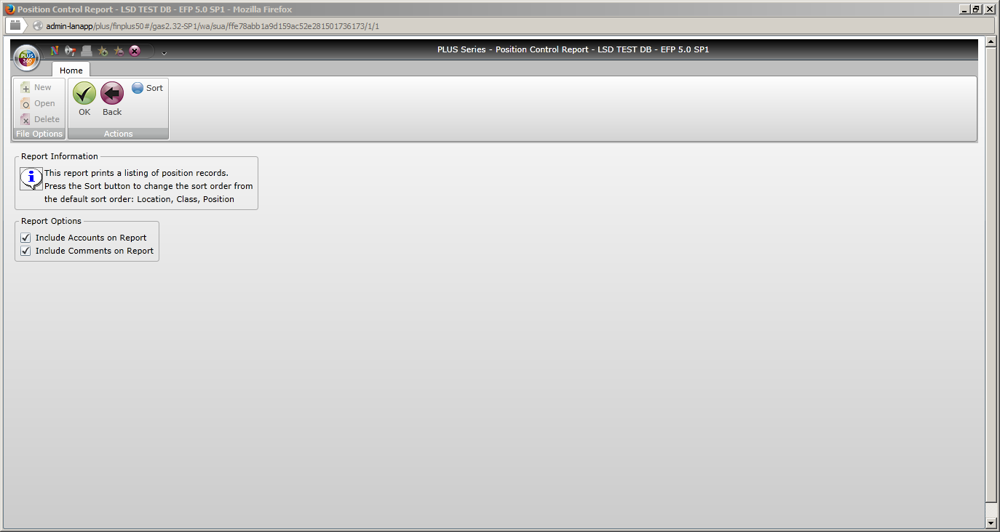 Position Control Report - LSD TEST DB - EFP 5.0 SP1 - Mozilla Firefox
admin-lanapp/plus/finplus50#/gas2.32-SP1/wa/sua/ffe78abb1a9d159ac52e281501736173/1/1
PLUS 360
PLUS Series - Position Control Report - LSD TEST DB - EFP 5.0 SP1
Home
New
Open
Delete
File Options
OK
Back
Sort
Actions
Report Information
This report prints a listing of position records.
Press the Sort button to change the sort order from
the default sort order: Location, Class, Position
Report Options
Include Accounts on Report
Include Comments on Report